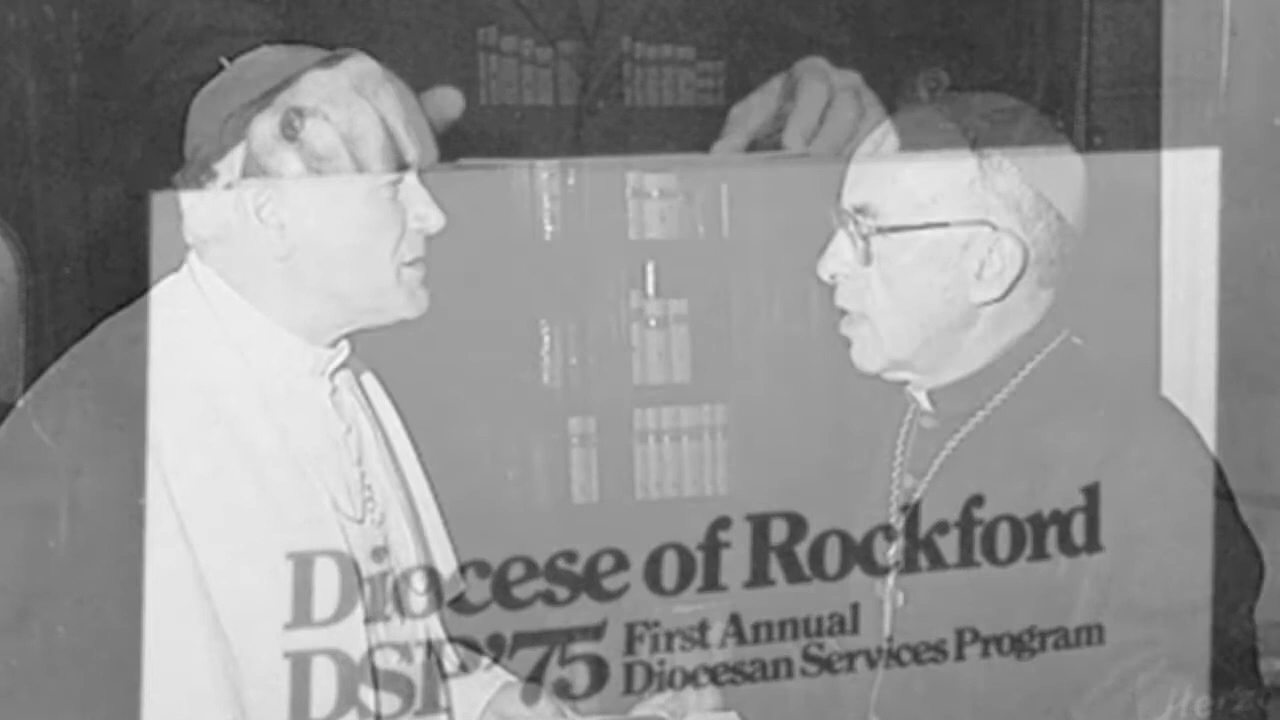 Diocese of Rockford
DSP'75
First Annual
Diocesan Services Program